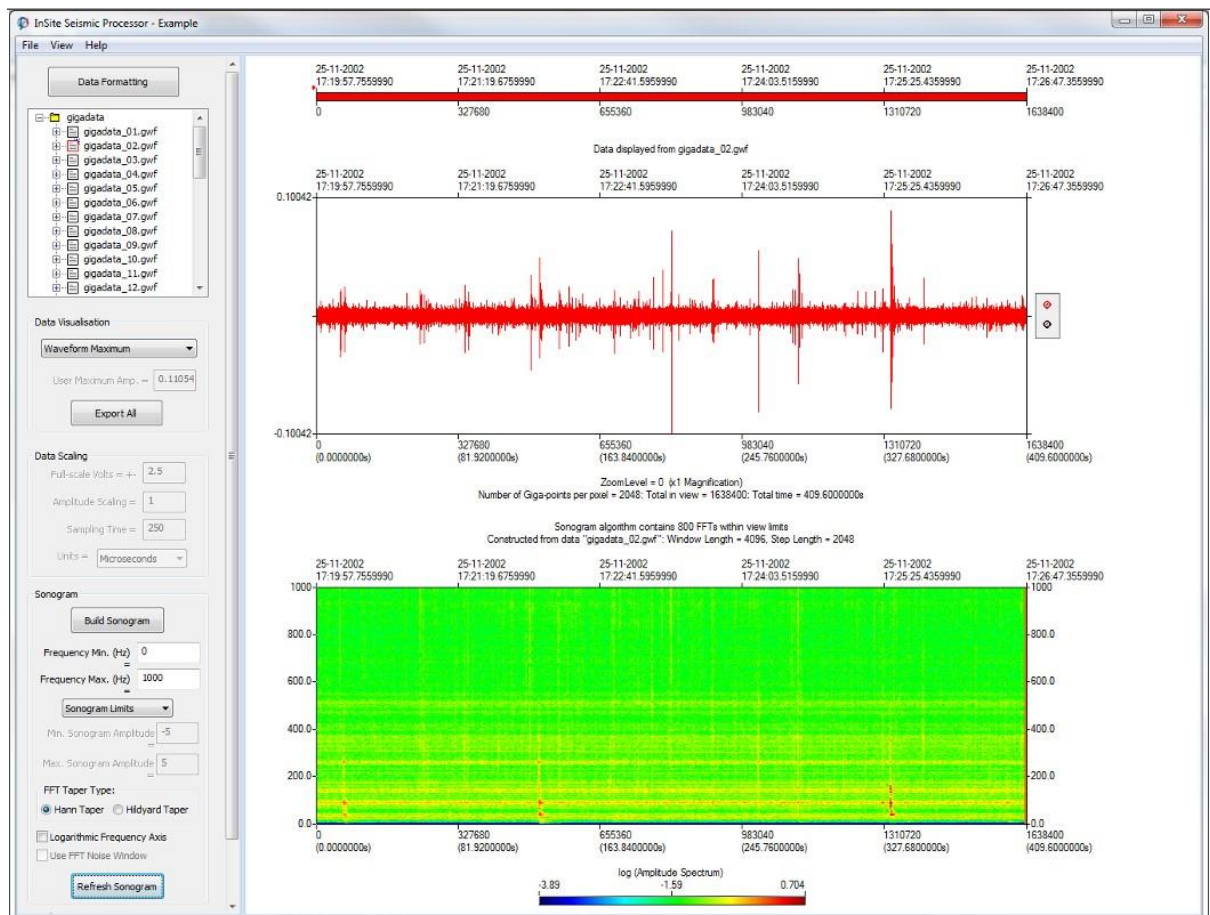 InSite Seismic Processor - Example
File View Help
Data Formatting
gigadata
gigadata_01.gwf
gigadata_02.gwf
gigadata_03.gwf
gigadata_04.gwf
gigadata_05.gwf
gigadata_06.gwf
gigadata_07.gwf
gigadata_08.gwf
gigadata_09.gwf
gigadata_10.gwf
gigadata_11.gwf
gigadata_12.gwf
Data Visualisation
Waveform Maximum
User Maximum Amp. = 0.11054
Export All
Data Scaling
Full-scale Volts = +- 2.5
Amplitude Scaling = 1
Sampling Time = 250
Units = Microseconds
Sonogram
Build Sonogram
Frequency Min. (Hz) = 0
Frequency Max. (Hz) = 1000
Sonogram Limits
Min. Sonogram Amplitude = -5
Max. Sonogram Amplitude = 5
FFT Taper Type:
Hann Taper Hildyard Taper
Logarithmic Frequency Axis
Use FFT Noise Window
Refresh Sonogram
25-11-2002 25-11-2002 25-11-2002 25-11-2002 25-11-2002 25-11-2002
17:19:57.7559990 17:21:19.6759990 17:22:41.5959990 17:24:03.5159990 17:25:25.4359990 17:26:47.3559990
0 327680 655360 983040 1310720 1638400
Data displayed from gigadata_02.gwf
25-11-2002 25-11-2002 25-11-2002 25-11-2002 25-11-2002 25-11-2002
17:19:57.7559990 17:21:19.6759990 17:22:41.5959990 17:24:03.5159990 17:25:25.4359990 17:26:47.3559990
0.10042
-0.10042
0 327680 655360 983040 1310720 1638400
(0.0000000s) (81.9200000s) (163.8400000s) (245.7600000s) (327.6800000s) (409.6000000s)
ZoomLevel = 0 (x1 Magnification)
Number of Giga-points per pixel = 2048: Total in view = 1638400: Total time = 409.6000000s
Sonogram algorithm contains 800 FFTs within view limits
Constructed from data "gigadata_02.gwf": Window Length = 4096, Step Length = 2048
25-11-2002 25-11-2002 25-11-2002 25-11-2002 25-11-2002 25-11-2002
17:19:57.7559990 17:21:19.6759990 17:22:41.5959990 17:24:03.5159990 17:25:25.4359990 17:26:47.3559990
1000 1000
800.0 800.0
600.0 600.0
400.0 400.0
200.0 200.0
0.0 0.0
0 327680 655360 983040 1310720 1638400
(0.0000000s) (81.9200000s) (163.8400000s) (245.7600000s) (327.6800000s) (409.6000000s)
log (Amplitude Spectrum)
-3.89 -1.59 0.704